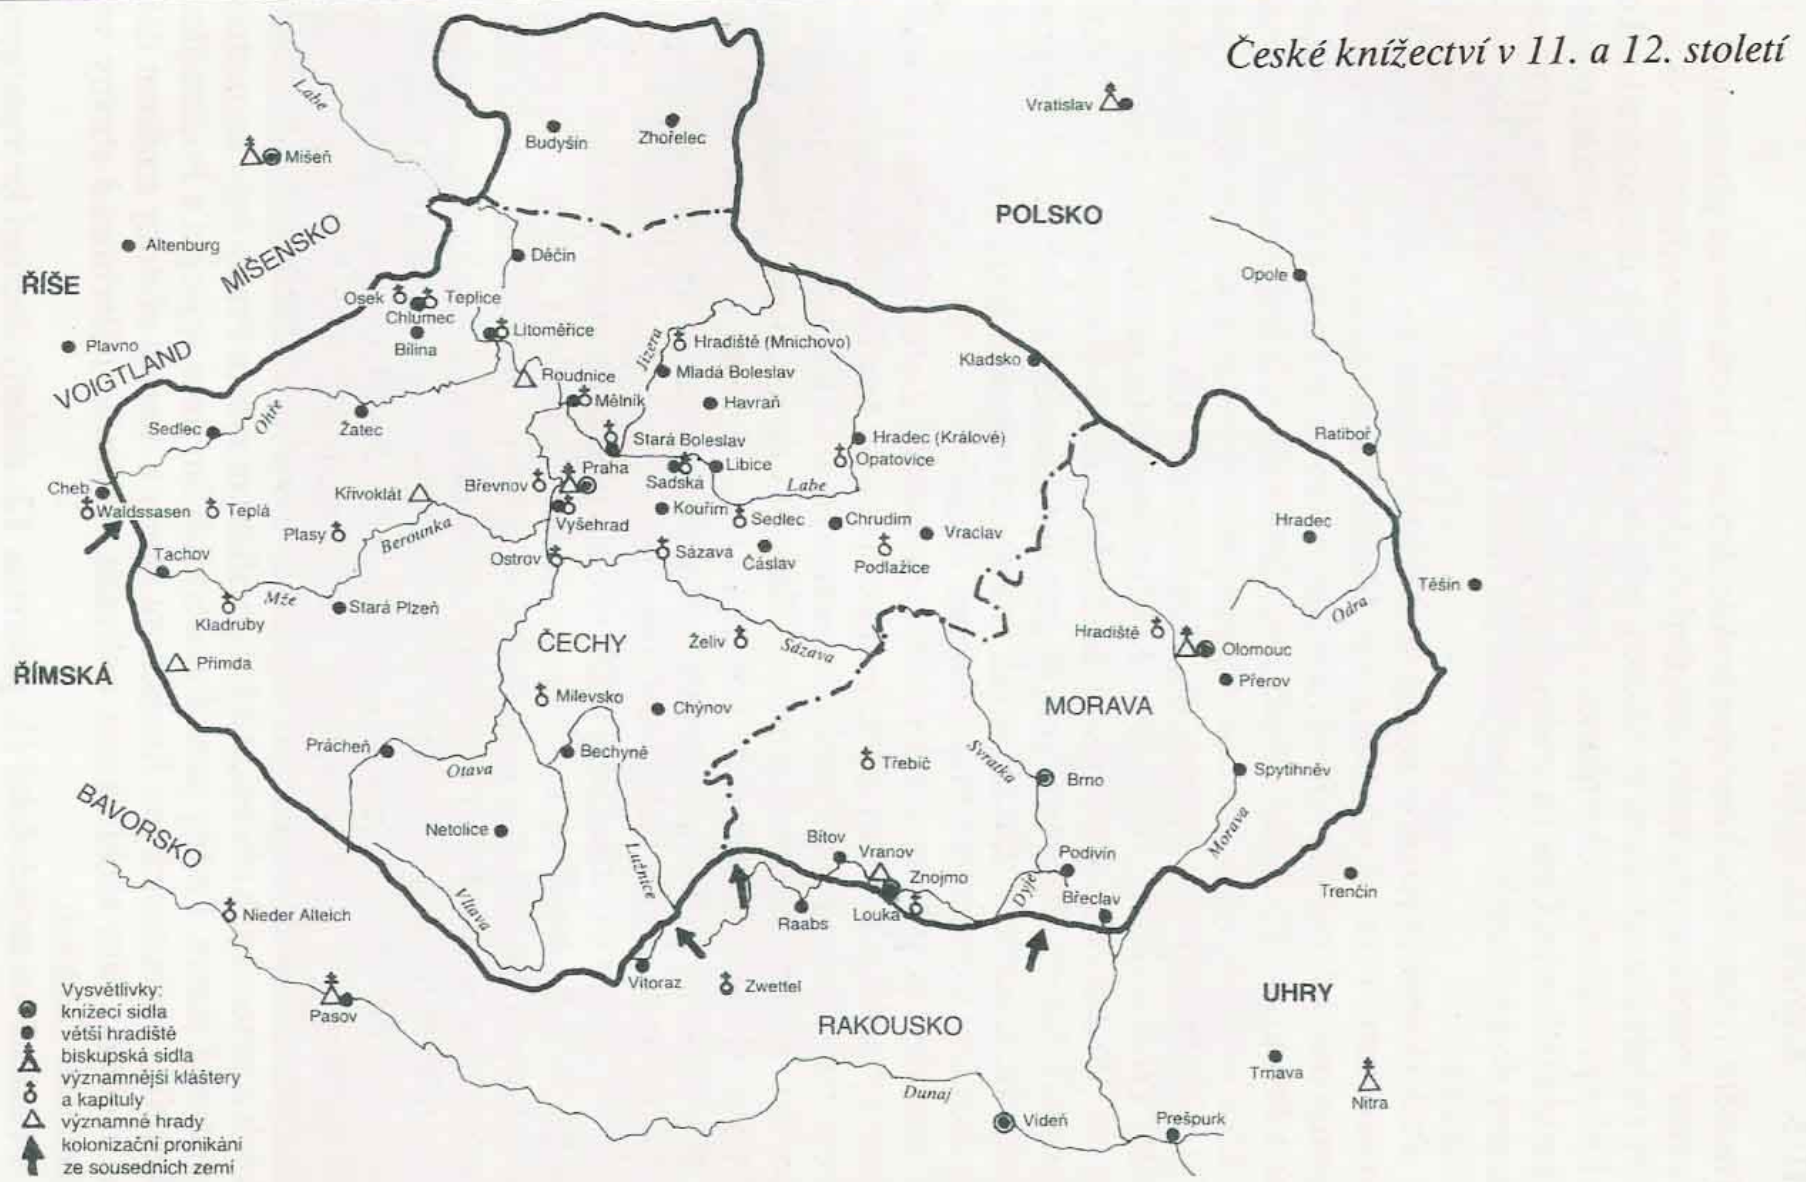 České knížectví v 11. a 12. století
Labe
Vratislav
Budyšín
Zhořelec
Míšeň
POLSKO
MÍŠENSKO
Altenburg
Děčín
ŘÍŠE
Opole
Osek
Teplice
Chlumec
Litoměřice
Bílina
Plavno
VOIGTLAND
Jizera
Hradiště (Mnichovo)
Kladsko
Roudnice
Mladá Boleslav
Mělník
Havraň
Sedlec
Ohře
Žatec
Stará Boleslav
Hradec (Králové)
Ratiboř
Opatovice
Praha
Libice
Sadská
Labe
Břevnov
Křivoklát
Cheb
Waldssasen
Teplá
Vyšehrad
Kouřim
Sedlec
Chrudim
Vraclav
Hradec
Plasy
Berounka
Tachov
Ostrov
Sázava
Čáslav
Podlažice
Těšín
Mže
Stará Plzeň
Kladruby
Odra
ČECHY
Želiv
Sázava
Hradiště
Olomouc
Přimda
ŘÍMSKÁ
Přerov
Milevsko
Chýnov
MORAVA
Prácheň
Otava
Bechyně
Třebíč
Svratka
Brno
Spytihněv
BAVORSKO
Netolice
Lužnice
Bítov
Vranov
Podivín
Morava
Znojmo
Dyje
Břeclav
Trenčín
Vltava
Louka
Nieder Alteich
Raabs
Vitoraz
Zwettel
Pasov
RAKOUSKO
UHRY
Trnava
Nitra
Dunaj
Vídeň
Prešpurk
Vysvětlivky:
knížecí sídla
větší hradiště
biskupská sídla
významnější kláštery
a kapituly
významné hrady
kolonizační pronikání
ze sousedních zemí